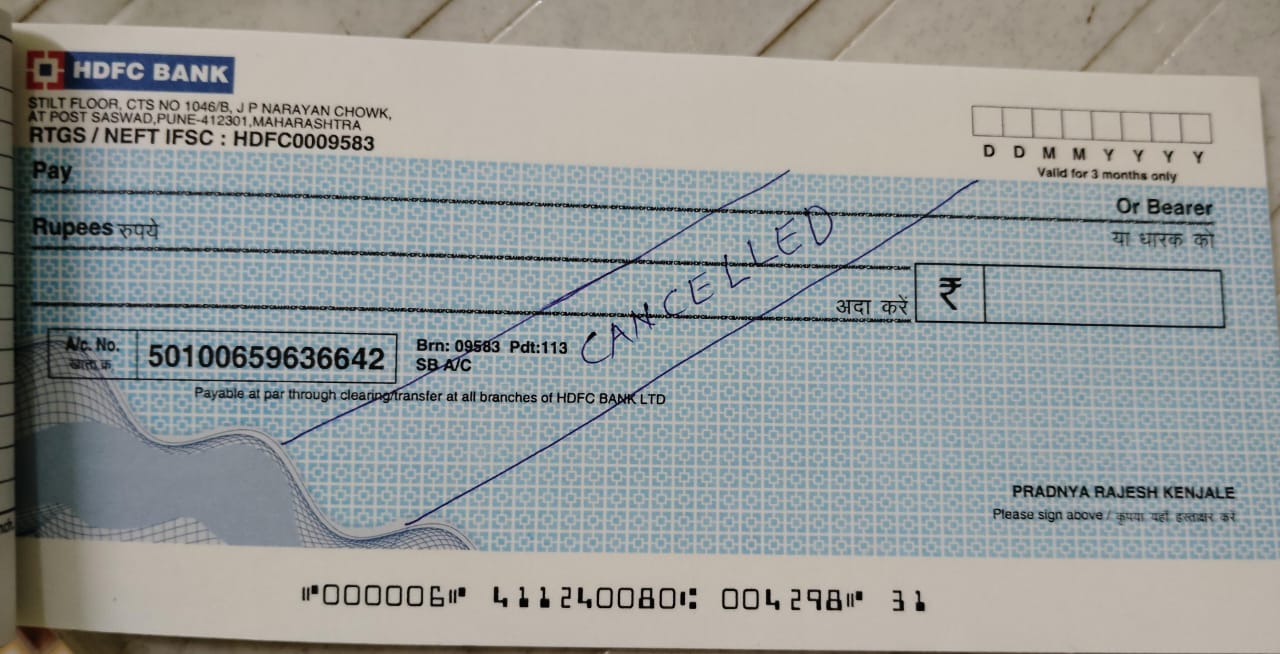 HDFC BANK
STILT FLOOR, CTS NO 1046/B, J P NARAYAN CHOWK,
AT POST SASWAD,PUNE-412301,MAHARASHTRA
RTGS / NEFT IFSC : HDFC0009583
D D M M Y Y Y Y
Valid for 3 months only
Pay
Or Bearer
या धारक को
Rupees रुपये
CANCELLED
अदा करें ₹
A/c. No.
खाता क्र
50100659636642
Brn: 09583 Pdt:113
SB A/C
Payable at par through clearing/transfer at all branches of HDFC BANK LTD
PRADNYA RAJESH KENJALE
Please sign above / कृपया यहाँ हस्ताक्षर करें
⑈000006⑈ 411240080⑆ 004298⑈ 31